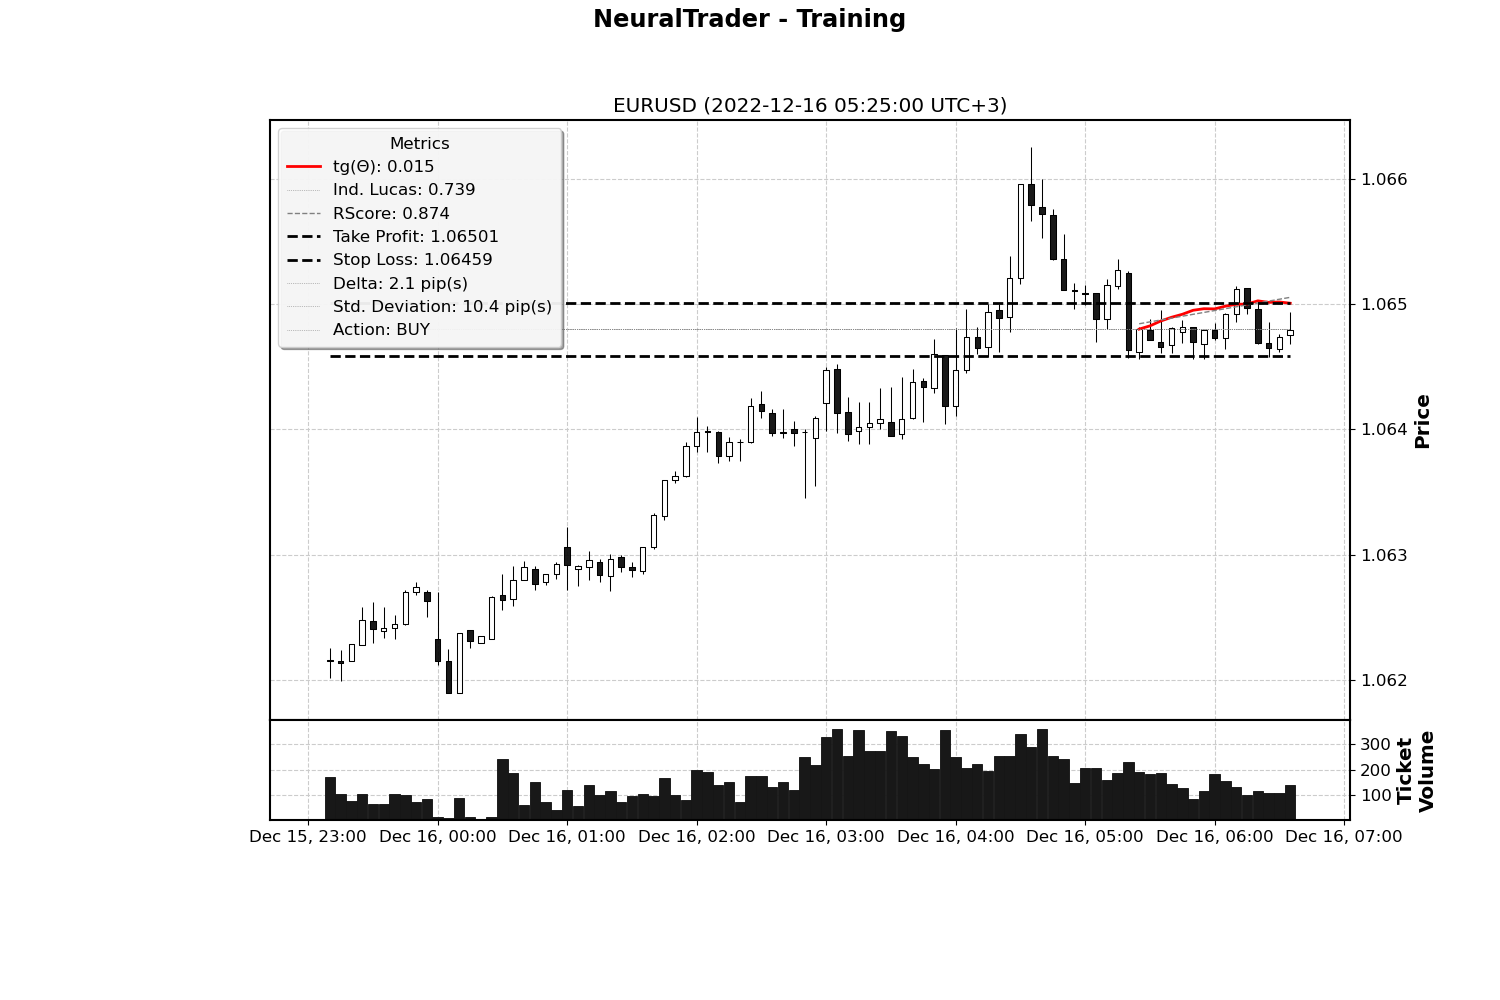 NeuralTrader - Training
EURUSD (2022-12-16 05:25:00 UTC+3)
Metrics
tg(Θ): 0.015
Ind. Lucas: 0.739
RScore: 0.874
Take Profit: 1.06501
Stop Loss: 1.06459
Delta: 2.1 pip(s)
Std. Deviation: 10.4 pip(s)
Action: BUY
1.066
1.065
1.064
1.063
1.062
Price
300
200
100
Ticket
Volume
Dec 15, 23:00 Dec 16, 00:00 Dec 16, 01:00 Dec 16, 02:00 Dec 16, 03:00 Dec 16, 04:00 Dec 16, 05:00 Dec 16, 06:00 Dec 16, 07:00